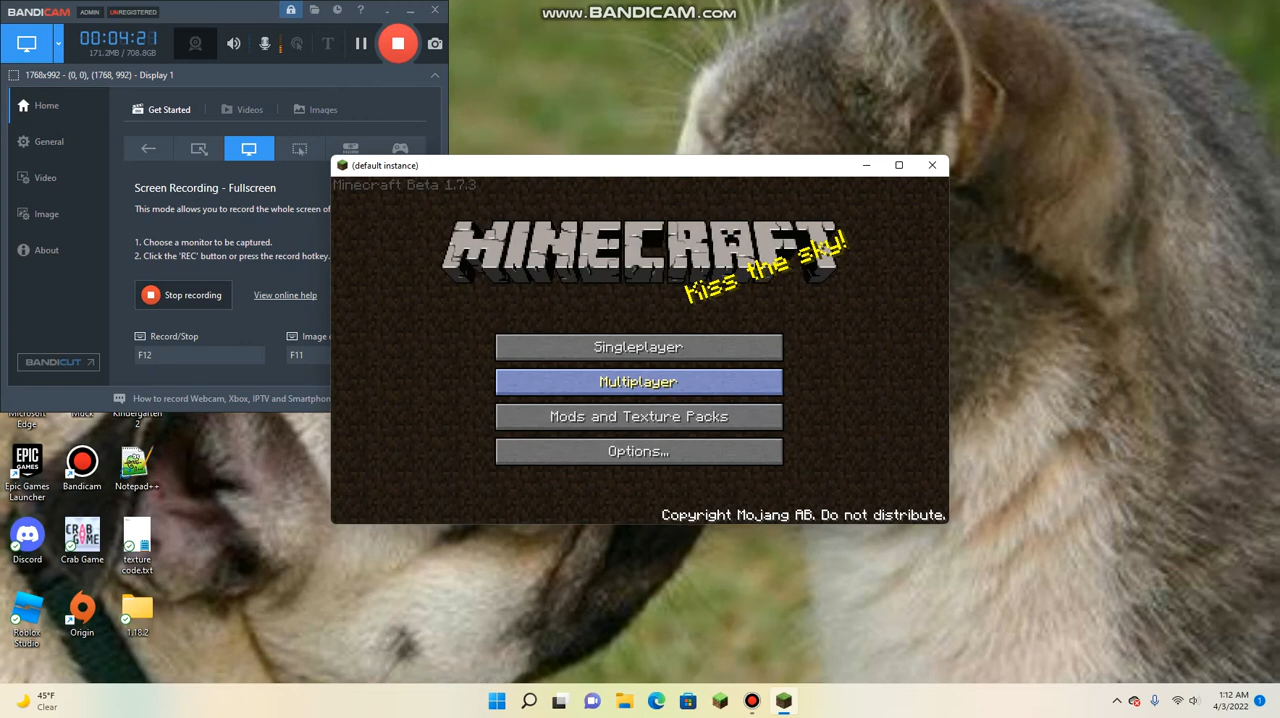 www.BANDICAM.com
BANDICAM ADMIN UNREGISTERED
00:04:21
171.2MB / 708.8GB
1768x992 - (0, 0), (1768, 992) - Display 1
Home
General
Video
Image
About
BANDICUT
Get Started
Videos
Images
Screen Recording - Fullscreen
This mode allows you to record the whole screen of
1. Choose a monitor to be captured.
2. Click the 'REC' button or press the record hotkey.
Stop recording
View online help
Record/Stop
Image
F12
F11
How to record Webcam, Xbox, IPTV and Smartphon
(default instance)
Minecraft Beta 1.7.3
MINECRAFT
Kiss the sky!
Singleplayer
Multiplayer
Mods and Texture Packs
Options...
Copyright Mojang AB. Do not distribute.
Microsoft
Edge
Muck
Kindergarten
2
EPIC
GAMES
Epic Games
Launcher
Bandicam
Notepad++
Discord
CRAB
GAME
Crab Game
texture
code.txt
Roblox
Studio
Origin
1.18.2
45°F
Clear
1:12 AM
4/3/2022
1